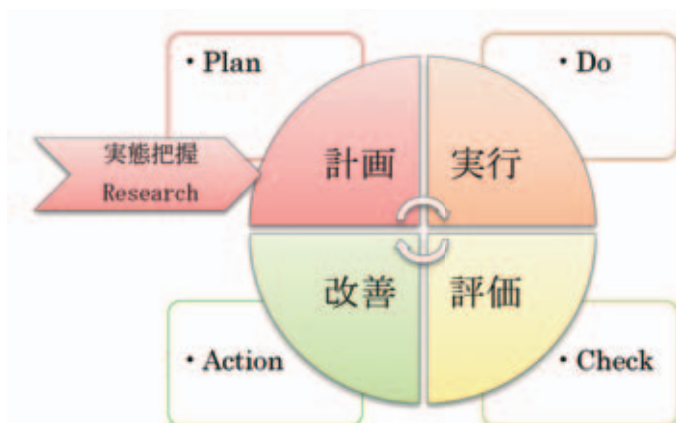 ・Plan
・Do
実態把握
Research
計画
実行
改善
評価
・Action
・Check